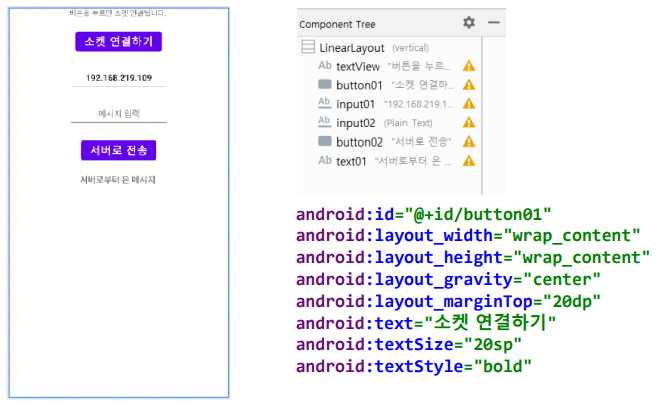 버튼을 누르면 소켓 연결됩니다.
소켓 연결하기
192.168.219.109
메시지 입력
서버로 전송
서버로부터 온 메시지
Component Tree
LinearLayout (vertical)
Ab textView "버튼을 누르...
button01 "소켓 연결하...
Ab input01 "192.168.219.1...
Ab input02 (Plain Text)
button02 "서버로 전송"
Ab text01 "서버로부터 온 ...
android:id="@+id/button01"
android:layout_width="wrap_content"
android:layout_height="wrap_content"
android:layout_gravity="center"
android:layout_marginTop="20dp"
android:text="소켓 연결하기"
android:textSize="20sp"
android:textStyle="bold"